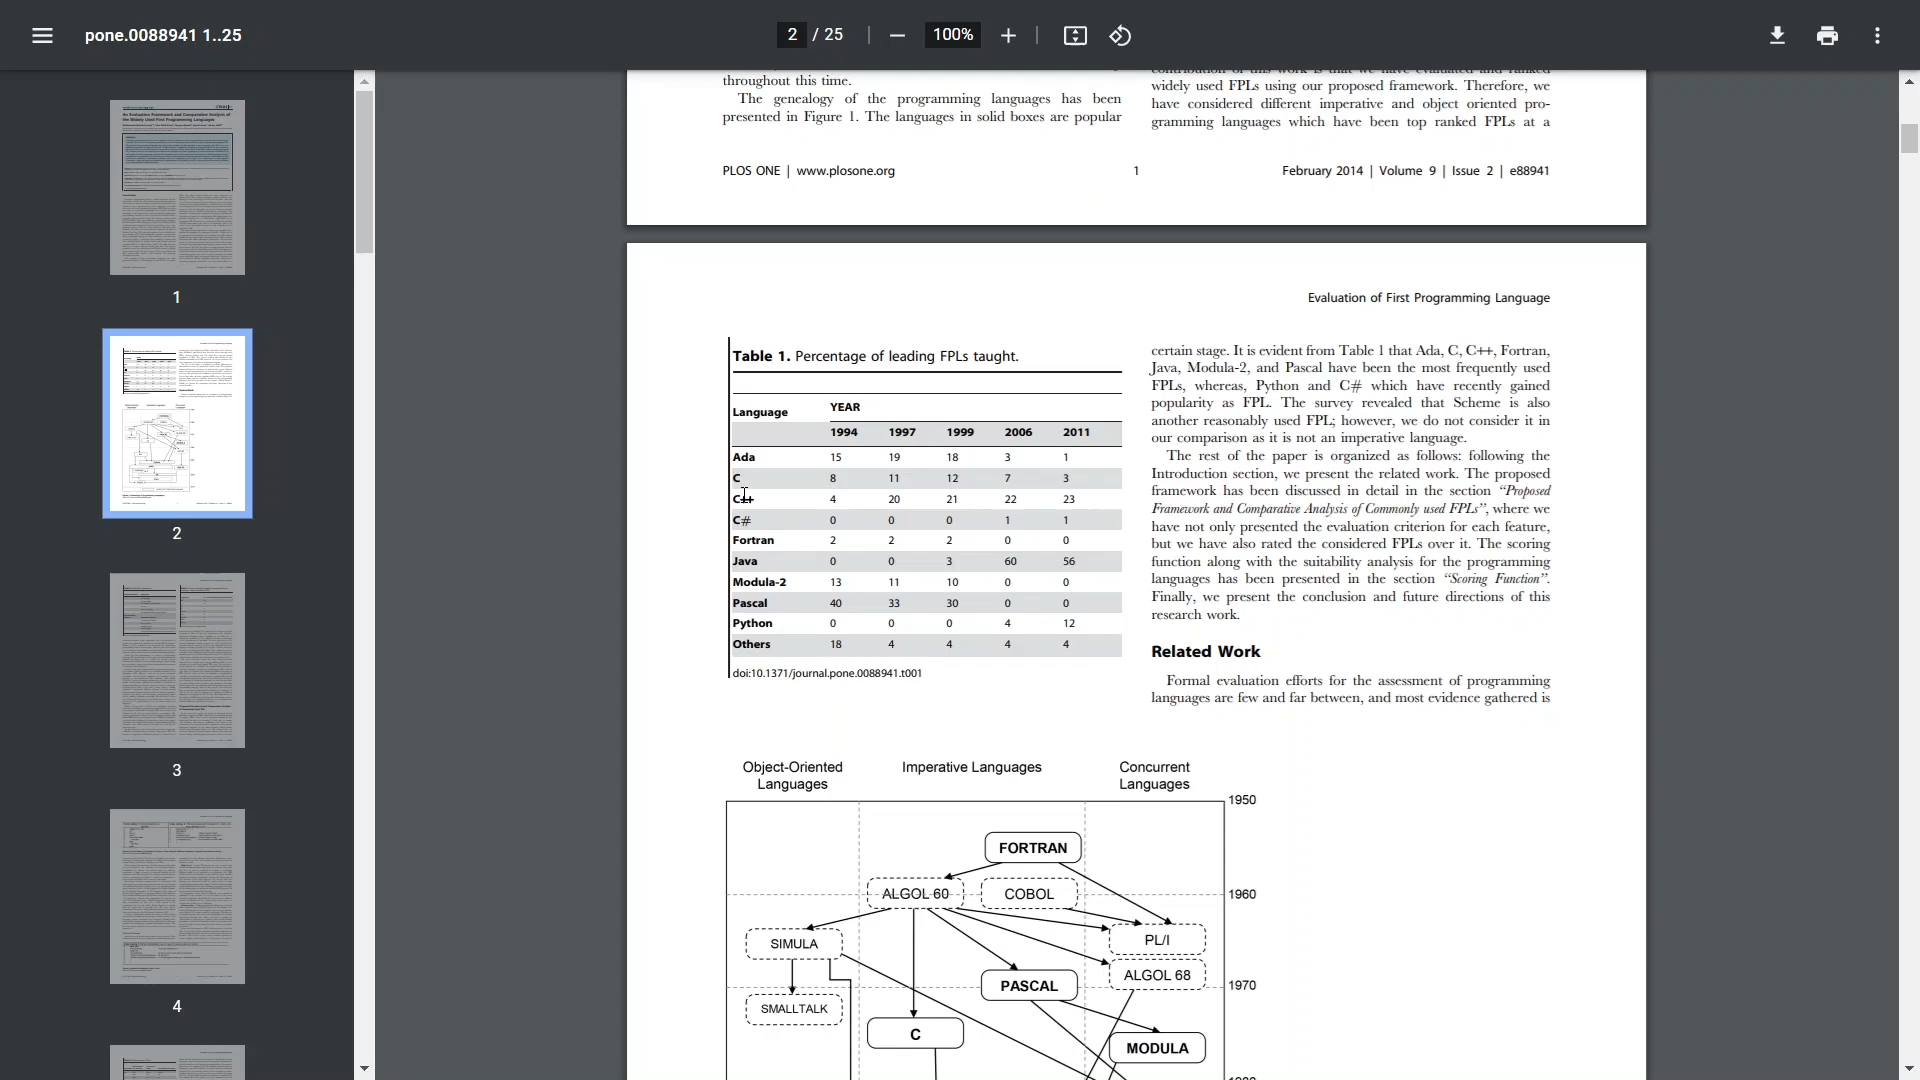 pone.0088941 1..25
2 / 25
100%
1
2
3
4
throughout this time.
The genealogy of the programming languages has been
presented in Figure 1. The languages in solid boxes are popular
contribution of this work is that we have evaluated and ranked
widely used FPLs using our proposed framework. Therefore, we
have considered different imperative and object oriented pro-
gramming languages which have been top ranked FPLs at a
PLOS ONE | www.plosone.org
1
February 2014 | Volume 9 | Issue 2 | e88941
Evaluation of First Programming Language
Table 1. Percentage of leading FPLs taught.
Language YEAR
1994 1997 1999 2006 2011
Ada 15 19 18 3 1
C 8 11 12 7 3
C++ 4 20 21 22 23
C# 0 0 0 1 1
Fortran 2 2 2 0 0
Java 0 0 3 60 56
Modula-2 13 11 10 0 0
Pascal 40 33 30 0 0
Python 0 0 0 4 12
Others 18 4 4 4 4
doi:10.1371/journal.pone.0088941.t001
certain stage. It is evident from Table 1 that Ada, C, C++, Fortran,
Java, Modula-2, and Pascal have been the most frequently used
FPLs, whereas, Python and C# which have recently gained
popularity as FPL. The survey revealed that Scheme is also
another reasonably used FPL; however, we do not consider it in
our comparison as it is not an imperative language.
The rest of the paper is organized as follows: following the
Introduction section, we present the related work. The proposed
framework has been discussed in detail in the section “Proposed
Framework and Comparative Analysis of Commonly used FPLs”, where we
have not only presented the evaluation criterion for each feature,
but we have also rated the considered FPLs over it. The scoring
function along with the suitability analysis for the programming
languages has been presented in the section “Scoring Function”.
Finally, we present the conclusion and future directions of this
research work.
Related Work
Formal evaluation efforts for the assessment of programming
languages are few and far between, and most evidence gathered is
Object-Oriented
Languages
Imperative Languages
Concurrent
Languages
1950
FORTRAN
ALGOL 60
COBOL
1960
SIMULA
PL/I
ALGOL 68
PASCAL
1970
SMALLTALK
C
MODULA